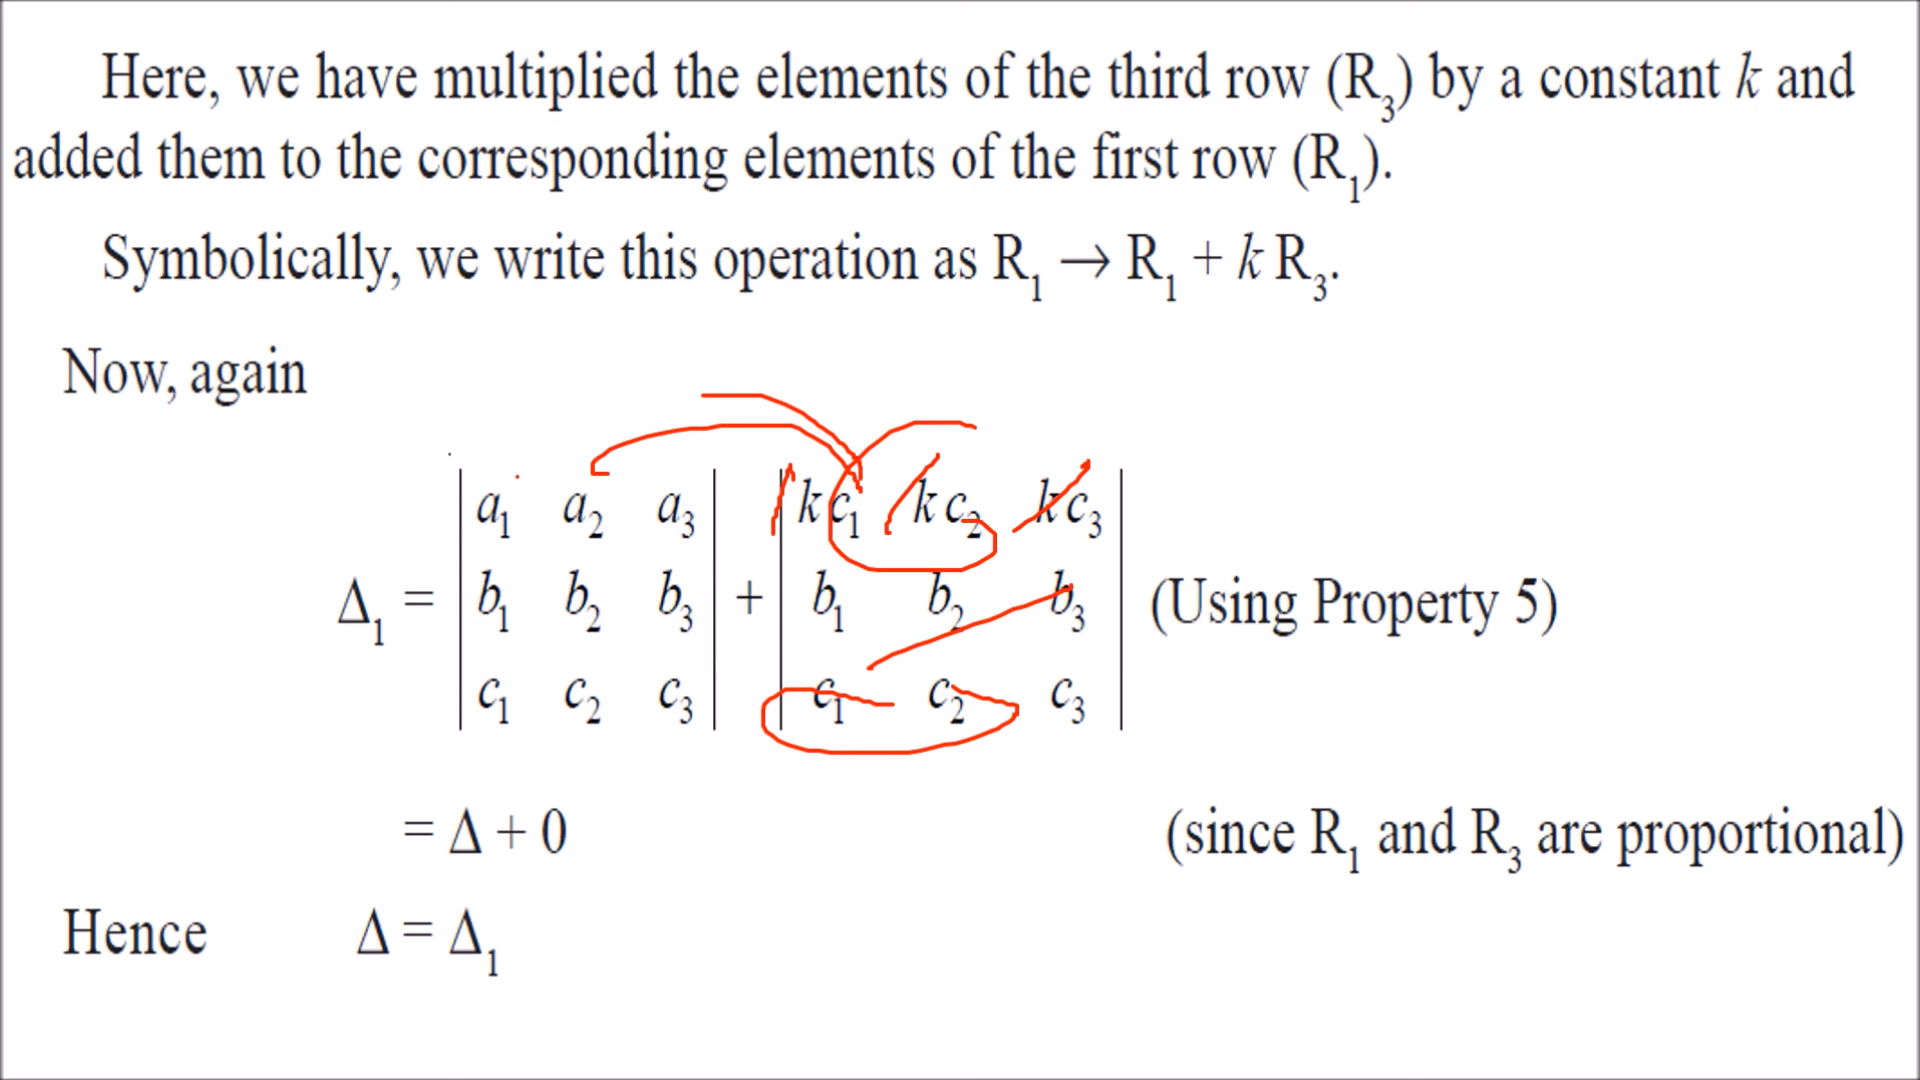 Here, we have multiplied the elements of the third row (R₃) by a constant k and
added them to the corresponding elements of the first row (R₁).
Symbolically, we write this operation as R₁ → R₁ + k R₃.
Now, again
a₁ a₂ a₃ kc₁ k c₂ k c₃
Δ₁ = b₁ b₂ b₃ + b₁ b₂ b₃ (Using Property 5)
c₁ c₂ c₃ c₁ c₂ c₃
= Δ + 0 (since R₁ and R₃ are proportional)
Hence Δ = Δ₁